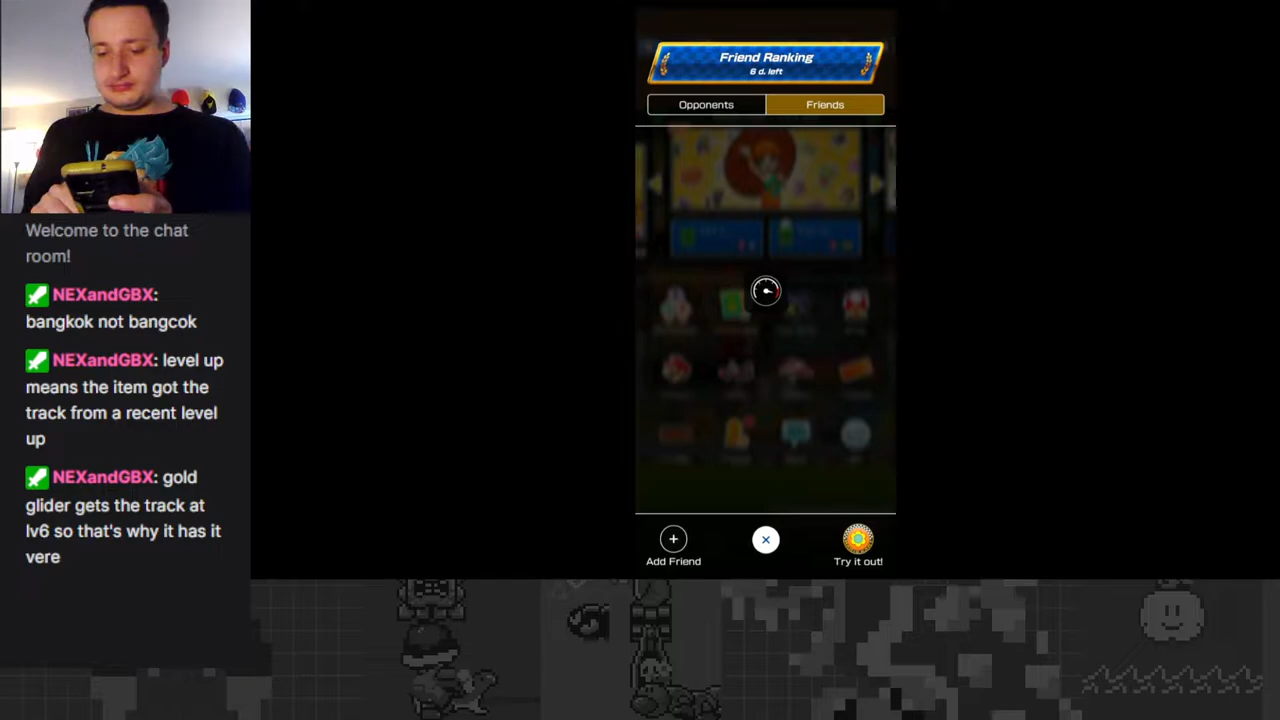 Friend Ranking
6 d. left
Opponents
Friends
Welcome to the chat
room!
NEXandGBX:
bangkok not bangcok
NEXandGBX: level up
means the item got the
track from a recent level
up
NEXandGBX: gold
glider gets the track at
lv6 so that's why it has it
vere
Add Friend
Try it out!